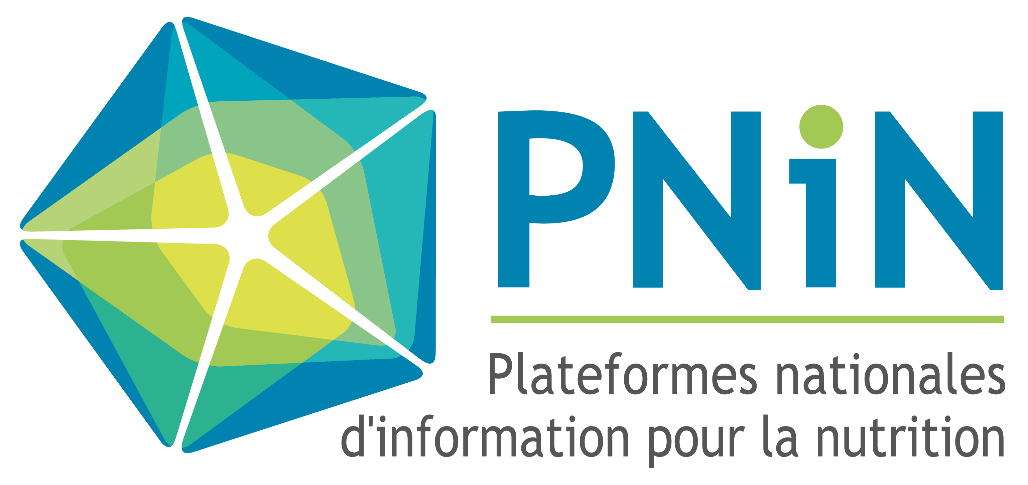 PNiN
Plateformes nationales
d'information pour la nutrition